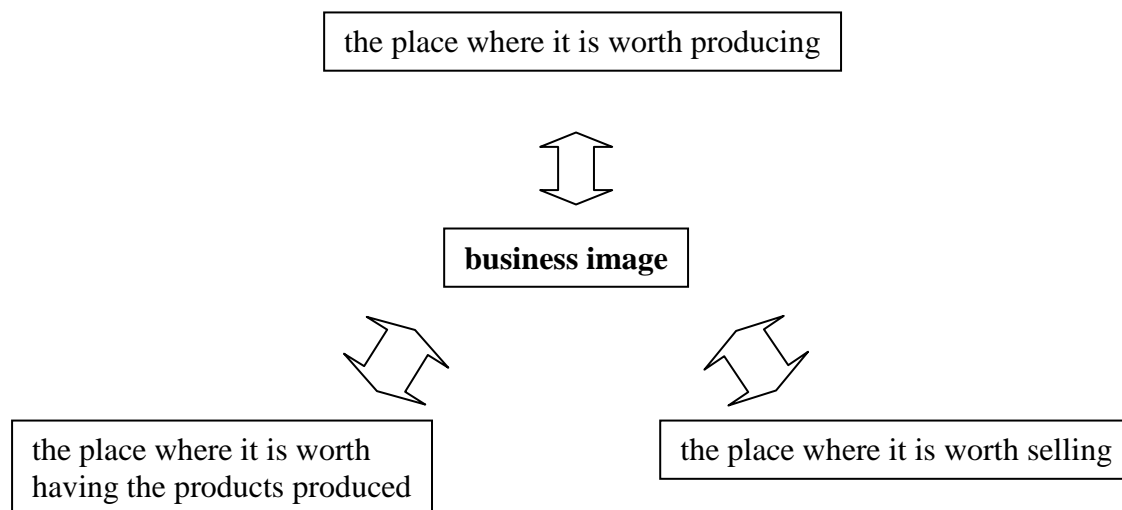 the place where it is worth producing
business image
the place where it is worth
having the products produced
the place where it is worth selling